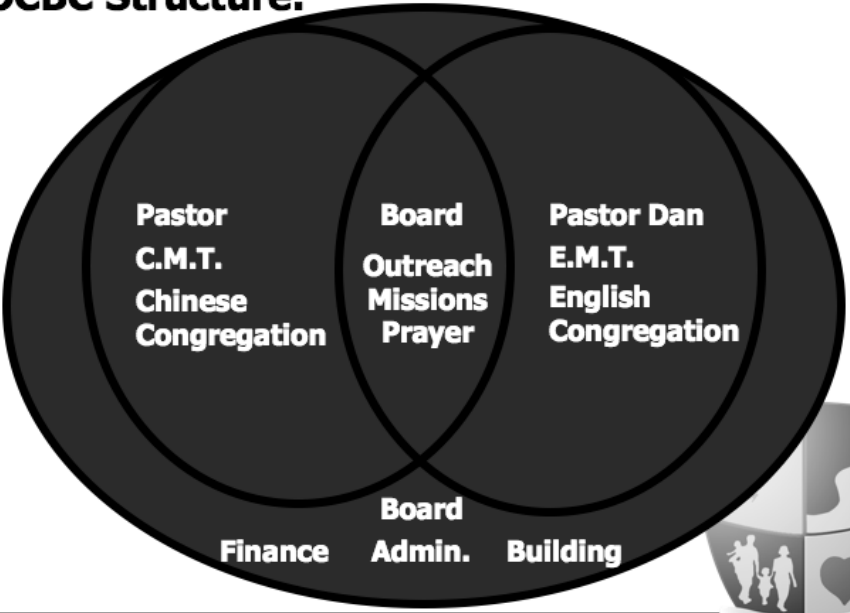 Structure:
Pastor
C.M.T.
Chinese
Congregation
Board
Outreach
Missions
Prayer
Pastor Dan
E.M.T.
English
Congregation
Board
Finance Admin. Building